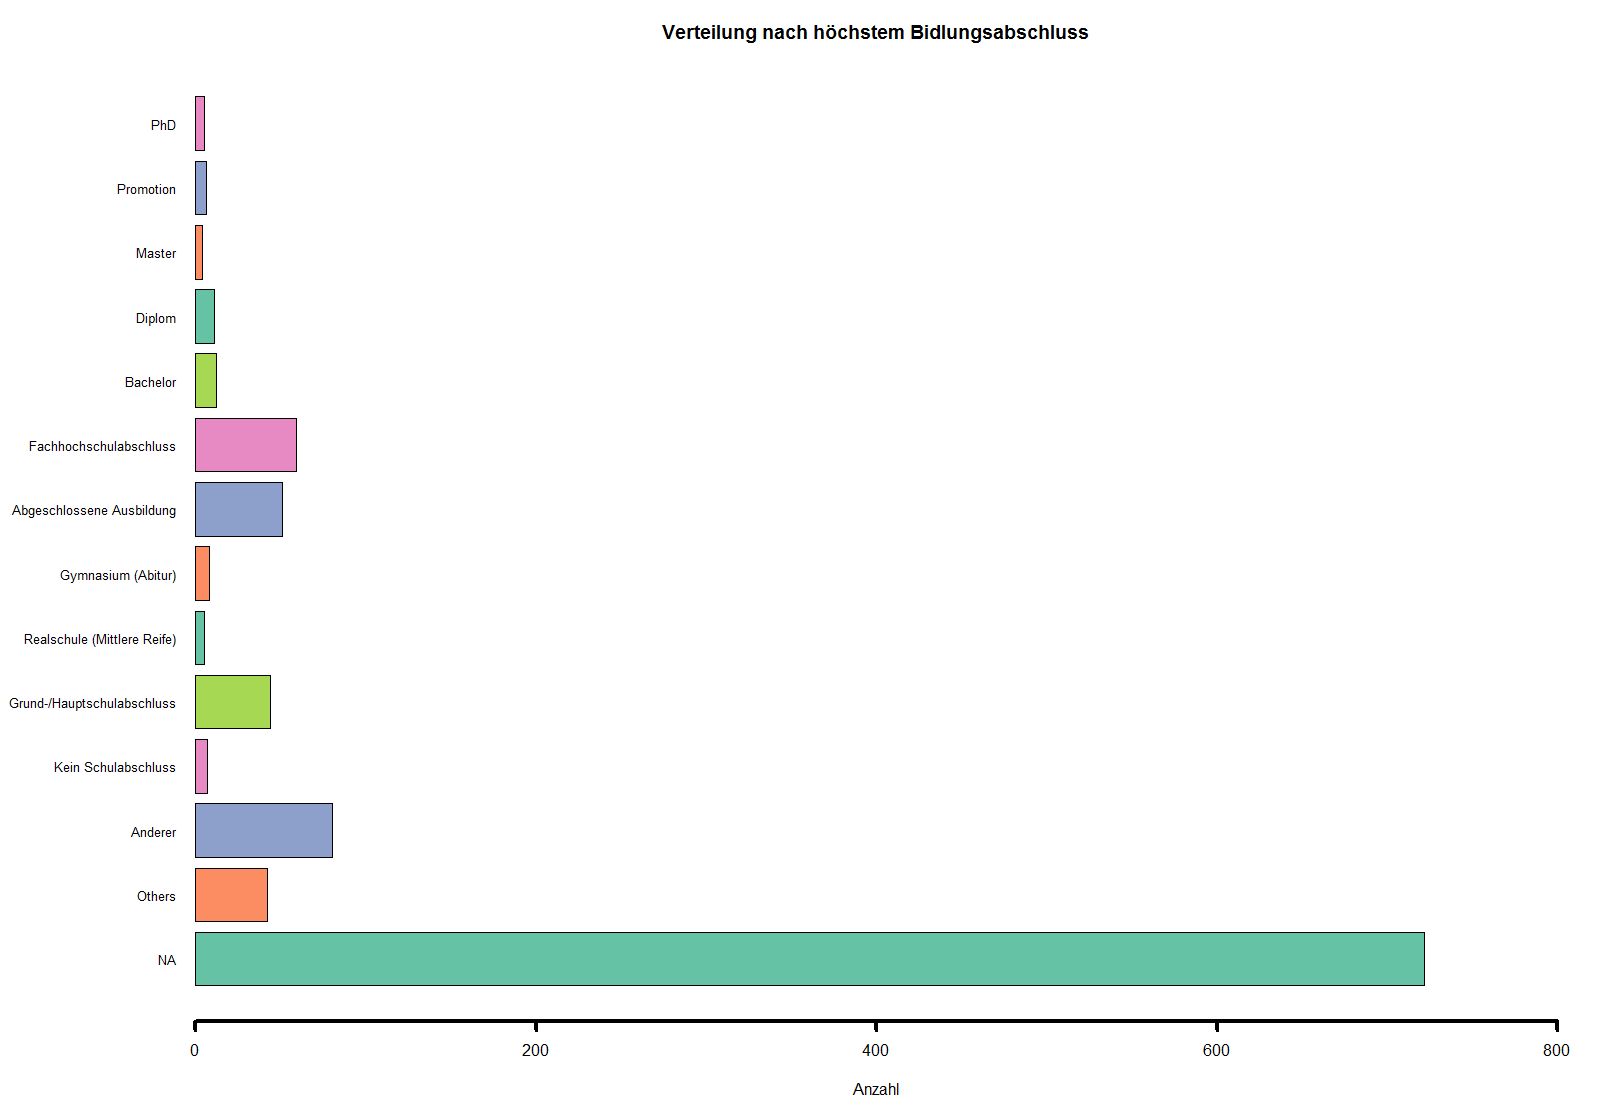 Verteilung nach höchstem Bidlungsabschluss
PhD
Promotion
Master
Diplom
Bachelor
Fachhochschulabschluss
Abgeschlossene Ausbildung
Gymnasium (Abitur)
Realschule (Mittlere Reife)
Grund-/Hauptschulabschluss
Kein Schulabschluss
Anderer
Others
NA
0 200 400 600 800
Anzahl